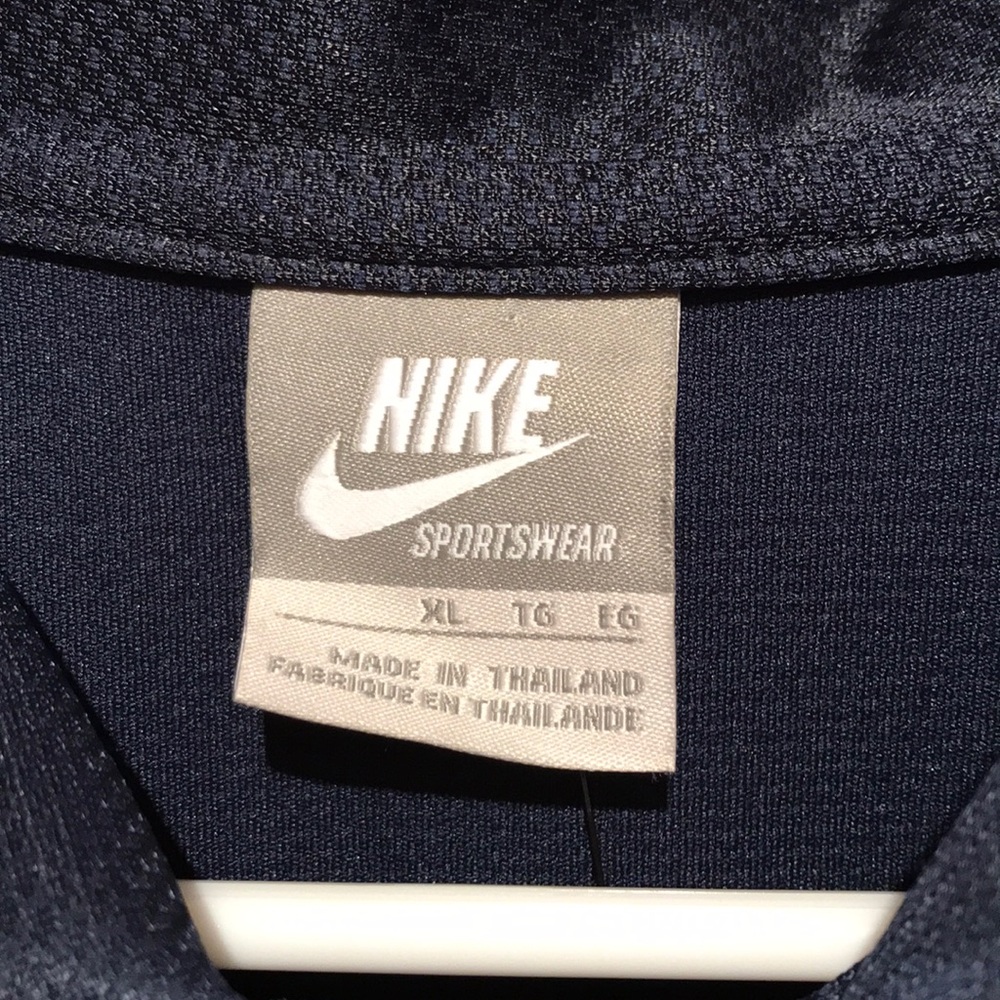 NIKE
SPORTSWEAR
XL TG EG
MADE IN THAILAND
FABRIQUE EN THAILANDE